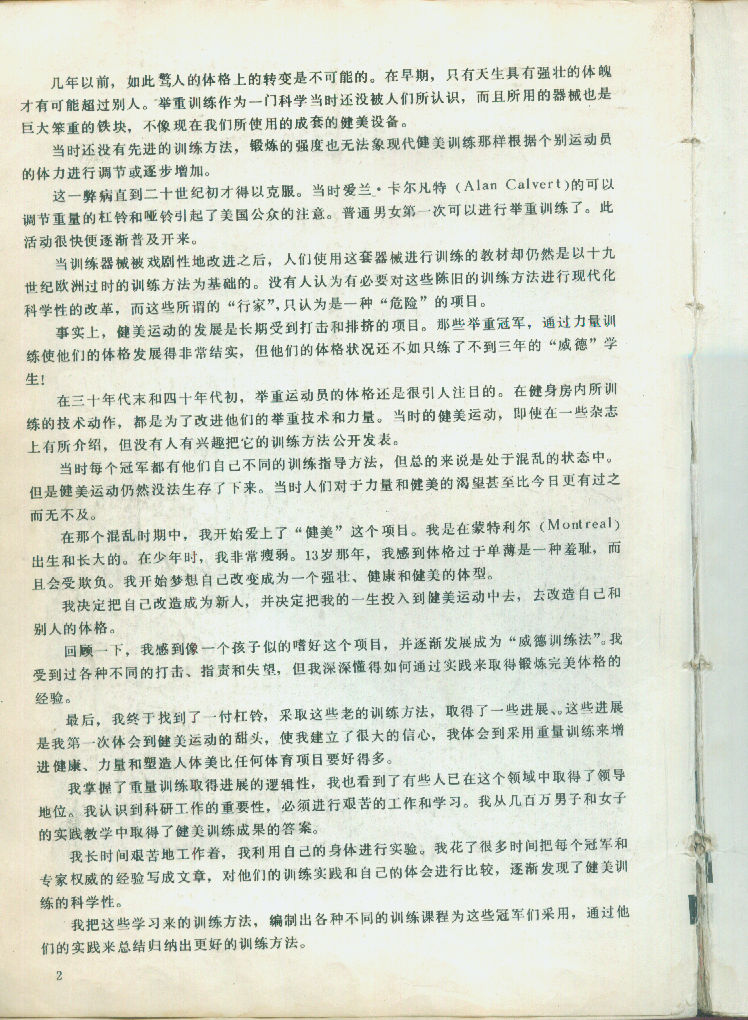 几年以前，如此骘人的体格上的转变是不可能的。在早期，只有天生具有强壮的体魄
才有可能超过别人。举重训练作为一门科学当时还没被人们所认识，而且所用的器械也是
巨大笨重的铁块，不像现在我们所使用的成套的健美设备。
当时还没有先进的训练方法，锻炼的强度也无法象现代健美训练那样根据个别运动员
的体力进行调节或逐步增加。
这一弊病直到二十世纪初才得以克服。当时爱兰·卡尔凡特（Alan Calvert)的可以
调节重量的杠铃和哑铃引起了美国公众的注意。普通男女第一次可以进行举重训练了。此
活动很快便逐渐普及开来。
当训练器械被戏剧性地改进之后，人们使用这套器械进行训练的教材却仍然是以十九
世纪欧洲过时的训练方法为基础的。没有人认为有必要对这些陈旧的训练方法进行现代化
科学性的改革，而这些所谓的“行家”,只认为是一种“危险”的项目。
事实上，健美运动的发展是长期受到打击和排挤的项目。那些举重冠军，通过力量训
练使他们的体格发展得非常结实，但他们的体格状况还不如只练了不到三年的“威德”学
生!
在三十年代末和四十年代初，举重运动员的体格还是很引人注目的。在健身房内所训
练的技术动作，都是为了改进他们的举重技术和力量。当时的健美运动，即使在一些杂志
上有所介绍，但没有人有兴趣把它的训练方法公开发表。
当时每个冠军都有他们自己不同的训练指导方法，但总的来说是处于混乱的状态中。
但是健美运动仍然没法生存了下来。当时人们对于力量和健美的渴望甚至比今日更有过之
而无不及。
在那个混乱时期中，我开始爱上了“健美”这个项目。我是在蒙特利尔（Montreal）
出生和长大的。在少年时，我非常瘦弱。13岁那年，我感到体格过于单薄是一种羞耻，而
且会受欺负。我开始梦想自己改变成为一个强壮、健康和健美的体型。
我决定把自己改造成为新人，并决定把我的一生投入到健美运动中去，去改造自己和
别人的体格。
回顾一下，我感到像一个孩子似的嗜好这个项目，并逐渐发展成为“威德训练法”。我
受到过各种不同的打击、指责和失望，但我深深懂得如何通过实践来取得锻炼完美体格的
经验。
最后，我终于找到了一付杠铃，采取这些老的训练方法，取得了一些进展、。这些进展
是我第一次体会到健美运动的甜头，使我建立了很大的信心，我体会到采用重量训练来增
进健康、力量和塑造人体美比任何体育项目要好得多。
我掌握了重量训练取得进展的逻辑性，我也看到了有些人已在这个领域中取得了领导
地位。我认识到科研工作的重要性，必须进行艰苦的工作和学习。我从几百万男子和女子
的实践教学中取得了健美训练成果的答案。
我长时间艰苦地工作着，我利用自己的身体进行实验。我花了很多时间把每个冠军和
专家权威的经验写成文章，对他们的训练实践和自己的体会进行比较，逐渐发现了健美训
练的科学性。
我把这些学习来的训练方法，编制出各种不同的训练课程为这些冠军们采用，通过他
们的实践来总结归纳出更好的训练方法。
2